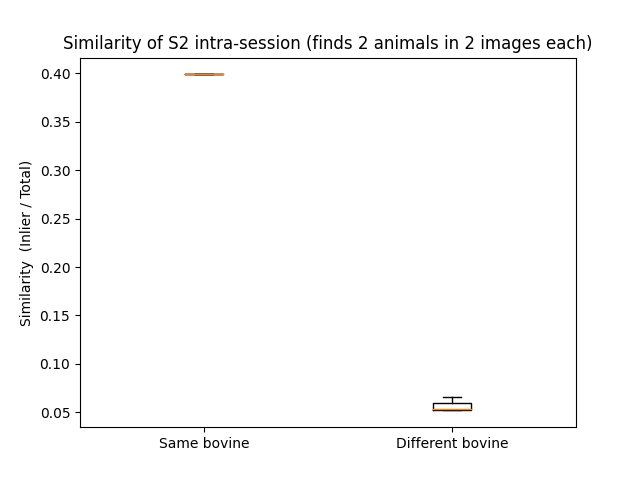 Similarity of S2 intra-session (finds 2 animals in 2 images each)
0.40
0.35
0.30
0.25
0.20
0.15
0.10
0.05
Similarity (Inlier / Total)
Same bovine
Different bovine